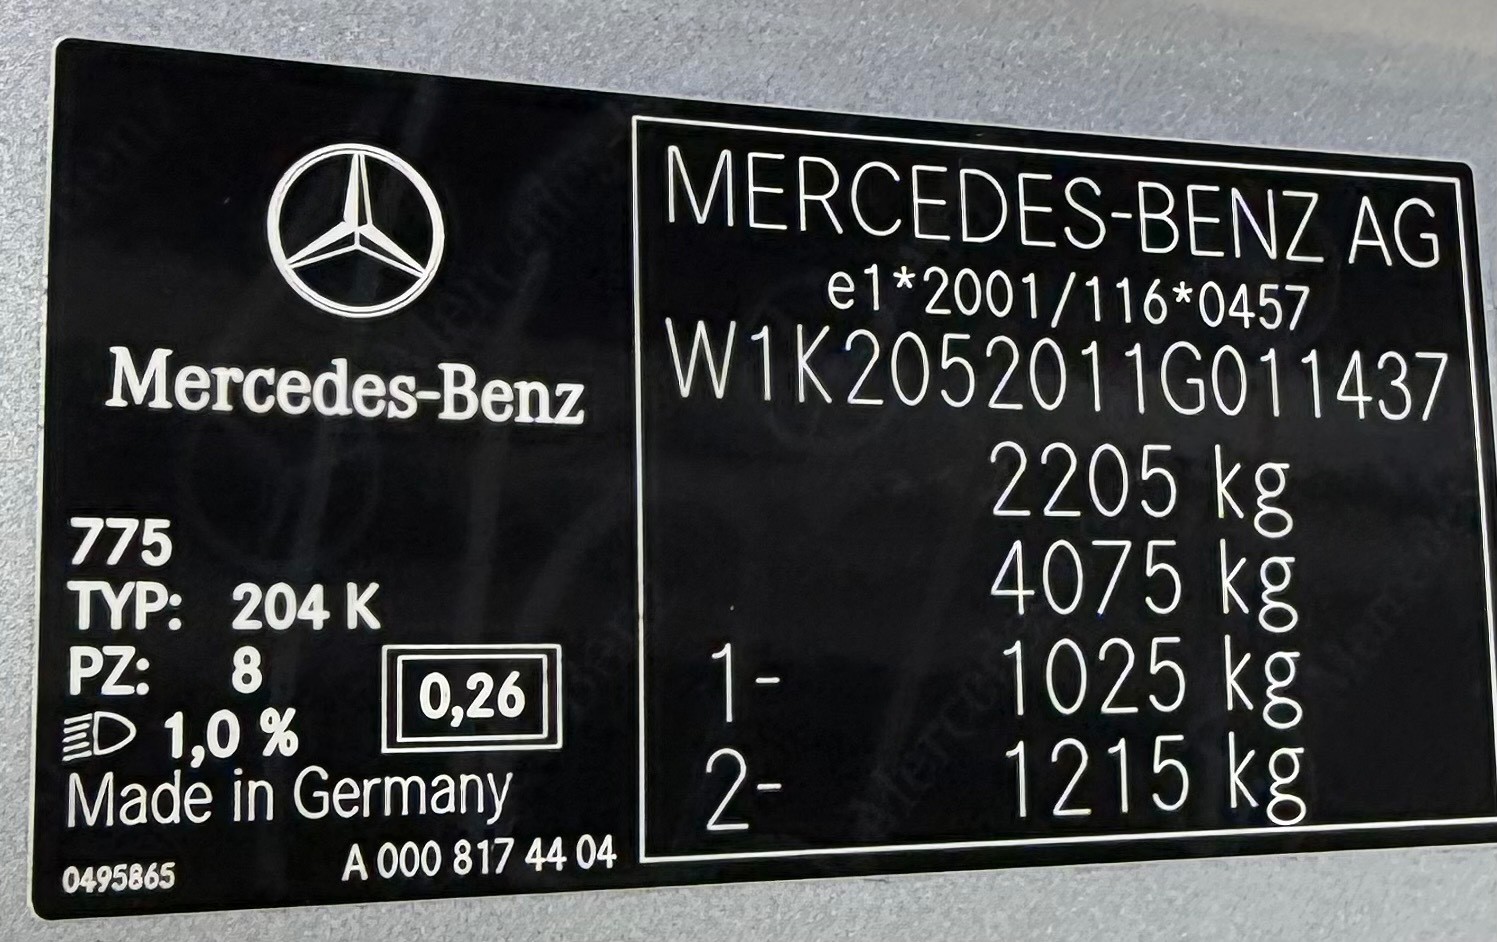 Mercedes-Benz
775
TYP: 204 K
PZ: 8
1,0 %
0,26
Made in Germany
0495865
A 000 817 44 04
MERCEDES-BENZ AG
e1*2001/116*0457
W1K2052011G011437
2205 kg
4075 kg
1- 1025 kg
2- 1215 kg